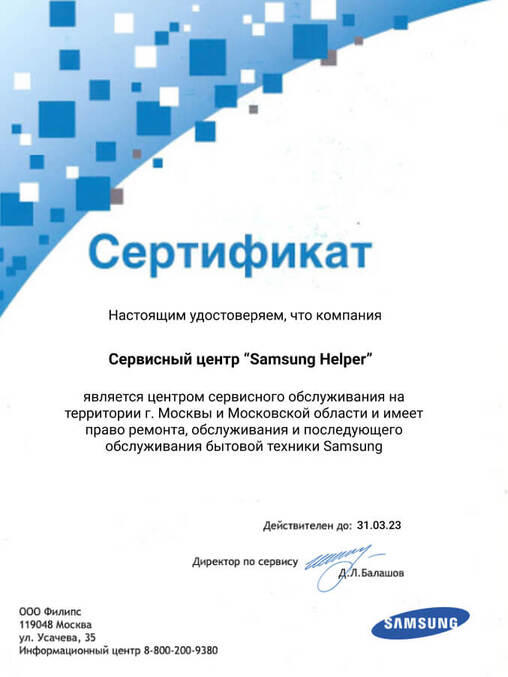 Сертификат
Настоящим удостоверяем, что компания
Сервисный центр “Samsung Helper”
является центром сервисного обслуживания на
территории г. Москвы и Московской области и имеет
право ремонта, обслуживания и последующего
обслуживания бытовой техники Samsung
Действителен до: 31.03.23
Директор по сервису
Д.Л.Балашов
ООО Филипс
119048 Москва
ул. Усачева, 35
Информационный центр 8-800-200-9380
SAMSUNG